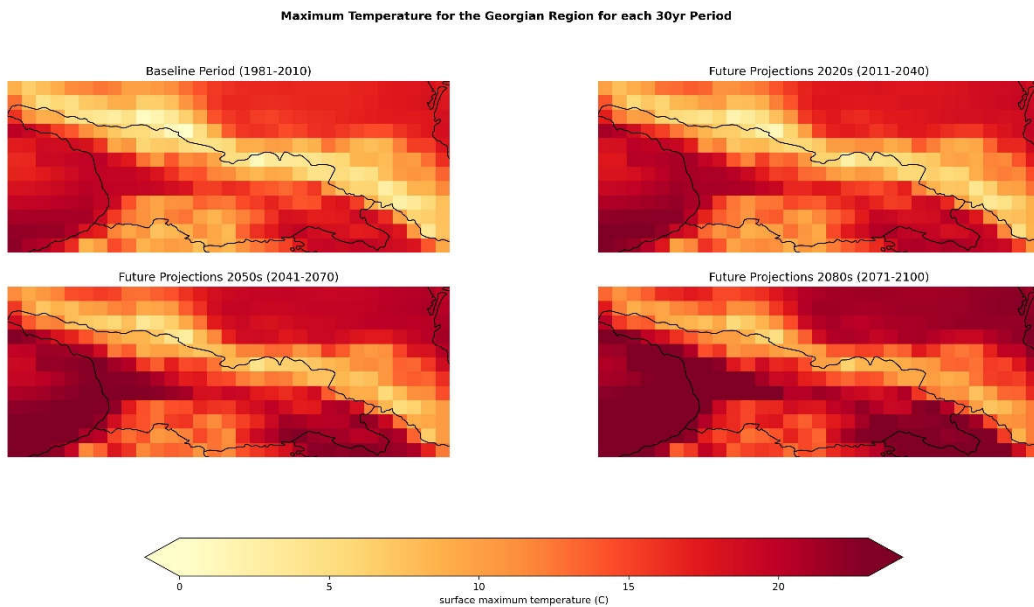 Maximum Temperature for the Georgian Region for each 30yr Period
Baseline Period (1981-2010)
Future Projections 2020s (2011-2040)
Future Projections 2050s (2041-2070)
Future Projections 2080s (2071-2100)
0 5 10 15 20
surface maximum temperature (C)